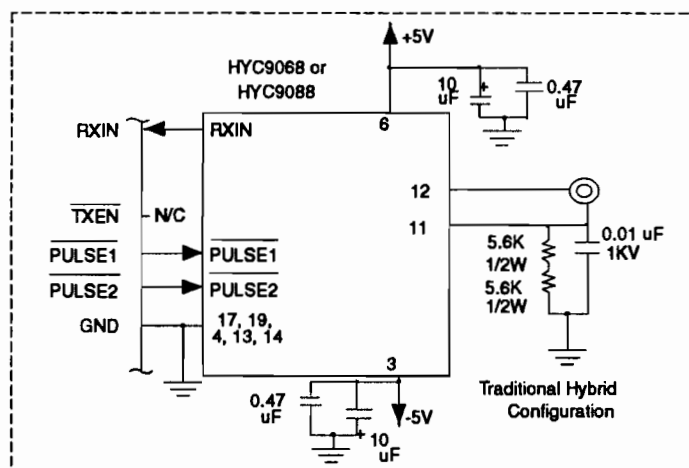 +5V
HYC9068 or
HYC9088
10
uF
+
0.47
uF
6
RXIN
RXIN
12
TXEN
N/C
11
5.6K
1/2W
5.6K
1/2W
0.01 uF
1KV
PULSE1
PULSE1
PULSE2
PULSE2
GND
17, 19,
4, 13, 14
3
0.47
uF
+
10
uF
-5V
Traditional Hybrid
Configuration